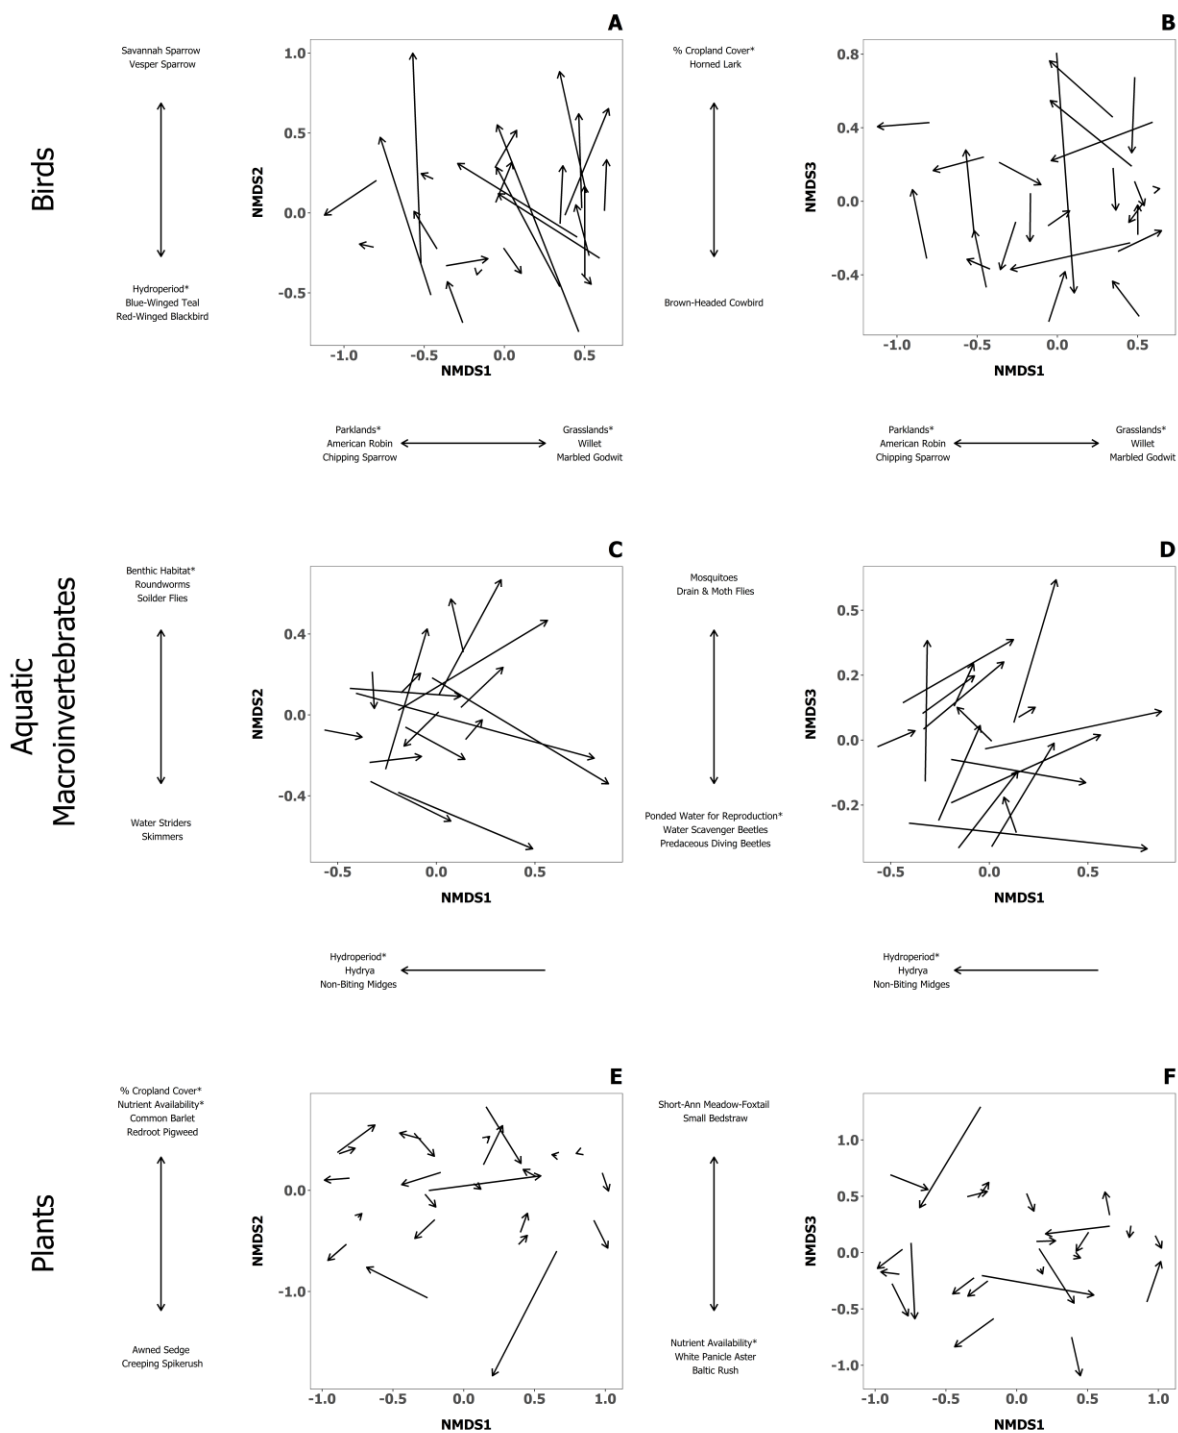 A
B
Birds
Savannah Sparrow
Vesper Sparrow
Hydroperiod*
Blue-Winged Teal
Red-Winged Blackbird
NMDS2
1.0
0.5
0.0
-0.5
-1.0
-0.5
0.0
0.5
NMDS1
Parklands*
American Robin
Chipping Sparrow
Grasslands*
Willet
Marbled Godwit
% Cropland Cover*
Horned Lark
Brown-Headed Cowbird
NMDS3
0.8
0.4
0.0
-0.4
-1.0
-0.5
0.0
0.5
NMDS1
Parklands*
American Robin
Chipping Sparrow
Grasslands*
Willet
Marbled Godwit
C
D
Aquatic
Macroinvertebrates
Benthic Habitat*
Roundworms
Soilder Flies
Water Striders
Skimmers
NMDS2
0.4
0.0
-0.4
-0.5
0.0
0.5
NMDS1
Hydroperiod*
Hydrya
Non-Biting Midges
Mosquitoes
Drain & Moth Flies
Ponded Water for Reproduction*
Water Scavenger Beetles
Predaceous Diving Beetles
NMDS3
0.5
0.2
0.0
-0.2
-0.5
0.0
0.5
NMDS1
Hydroperiod*
Hydrya
Non-Biting Midges
E
F
Plants
% Cropland Cover*
Nutrient Availability*
Common Barlet
Redroot Pigweed
Awned Sedge
Creeping Spikerush
NMDS2
0.0
-1.0
-1.0
-0.5
0.0
0.5
1.0
NMDS1
Short-Ann Meadow-Foxtail
Small Bedstraw
Nutrient Availability*
White Panicle Aster
Baltic Rush
NMDS3
1.0
0.5
0.0
-0.5
-1.0
-1.0
-0.5
0.0
0.5
1.0
NMDS1